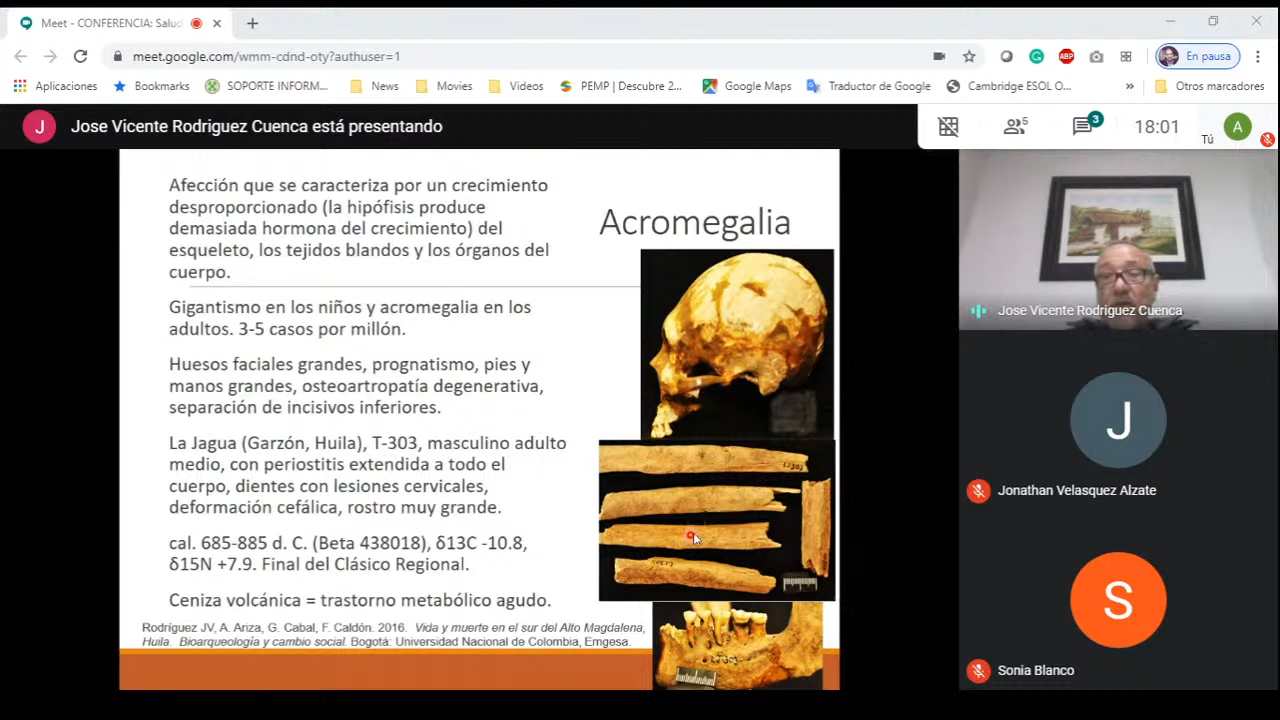 Meet - CONFERENCIA: Salu
meet.google.com/wmm-cdnd-oty?authuser=1
En pausa
Aplicaciones
Bookmarks
SOPORTE INFORM...
News
Movies
Videos
PEMP | Descubre 2...
Google Maps
Traductor de Google
Cambridge ESOL O...
Otros marcadores
J
Jose Vicente Rodriguez Cuenca está presentando
5
3
18:01
Tú
A
Afección que se caracteriza por un crecimiento
desproporcionado (la hipófisis produce
demasiada hormona del crecimiento) del
esqueleto, los tejidos blandos y los órganos del
cuerpo.
Gigantismo en los niños y acromegalia en los
adultos. 3-5 casos por millón.
Huesos faciales grandes, prognatismo, pies y
manos grandes, osteoartropatía degenerativa,
separación de incisivos inferiores.
La Jagua (Garzón, Huila), T-303, masculino adulto
medio, con periostitis extendida a todo el
cuerpo, dientes con lesiones cervicales,
deformación cefálica, rostro muy grande.
cal. 685-885 d. C. (Beta 438018), δ13C -10.8,
δ15N +7.9. Final del Clásico Regional.
Ceniza volcánica = trastorno metabólico agudo.
Rodríguez JV, A. Ariza, G. Cabal, F. Caldón. 2016. Vida y muerte en el sur del Alto Magdalena,
Huila. Bioarqueología y cambio social. Bogotá: Universidad Nacional de Colombia, Emgesa.
Acromegalia
Jose Vicente Rodriguez Cuenca
J
Jonathan Velasquez Alzate
S
Sonia Blanco